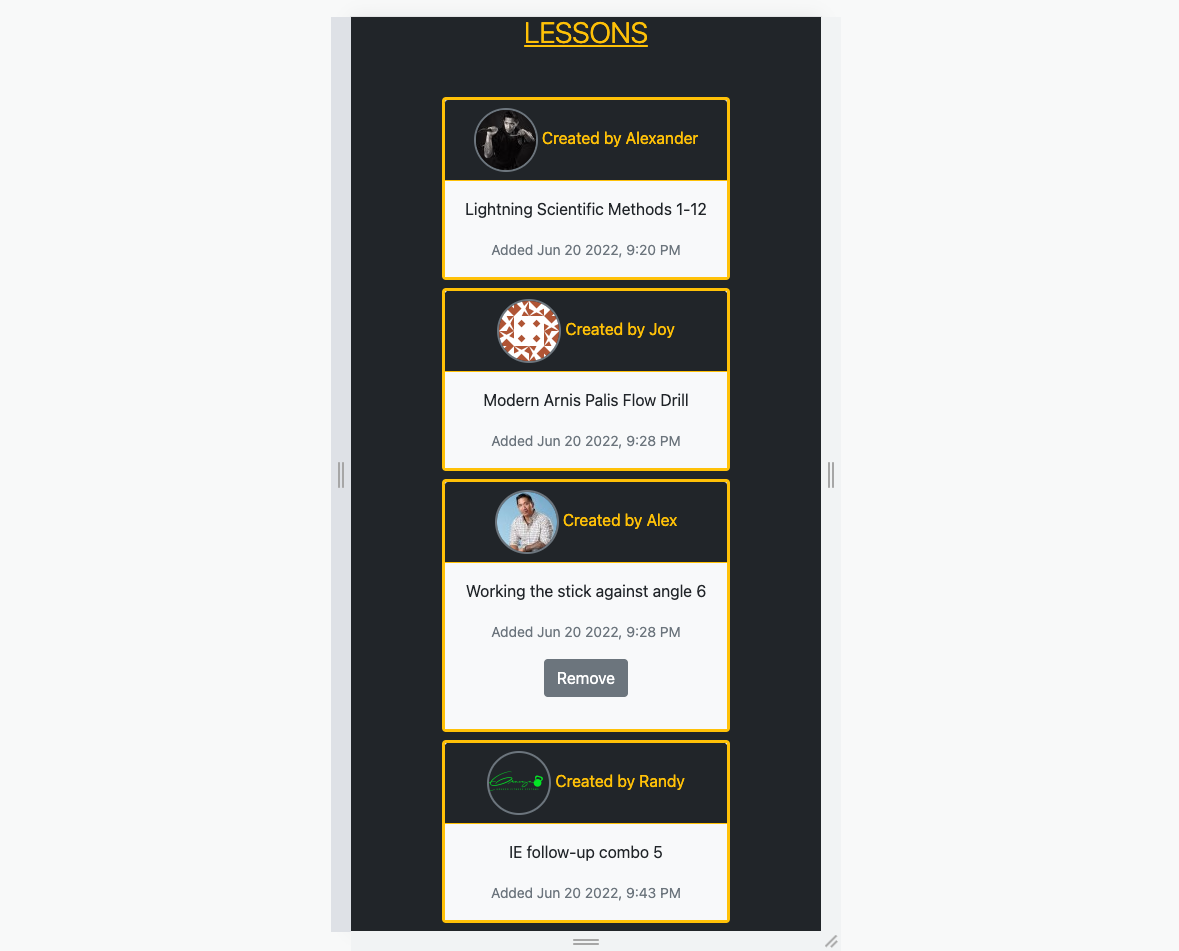 LESSONS
Created by Alexander
Lightning Scientific Methods 1-12
Added Jun 20 2022, 9:20 PM
Created by Joy
Modern Arnis Palis Flow Drill
Added Jun 20 2022, 9:28 PM
Created by Alex
Working the stick against angle 6
Added Jun 20 2022, 9:28 PM
Remove
Created by Randy
IE follow-up combo 5
Added Jun 20 2022, 9:43 PM